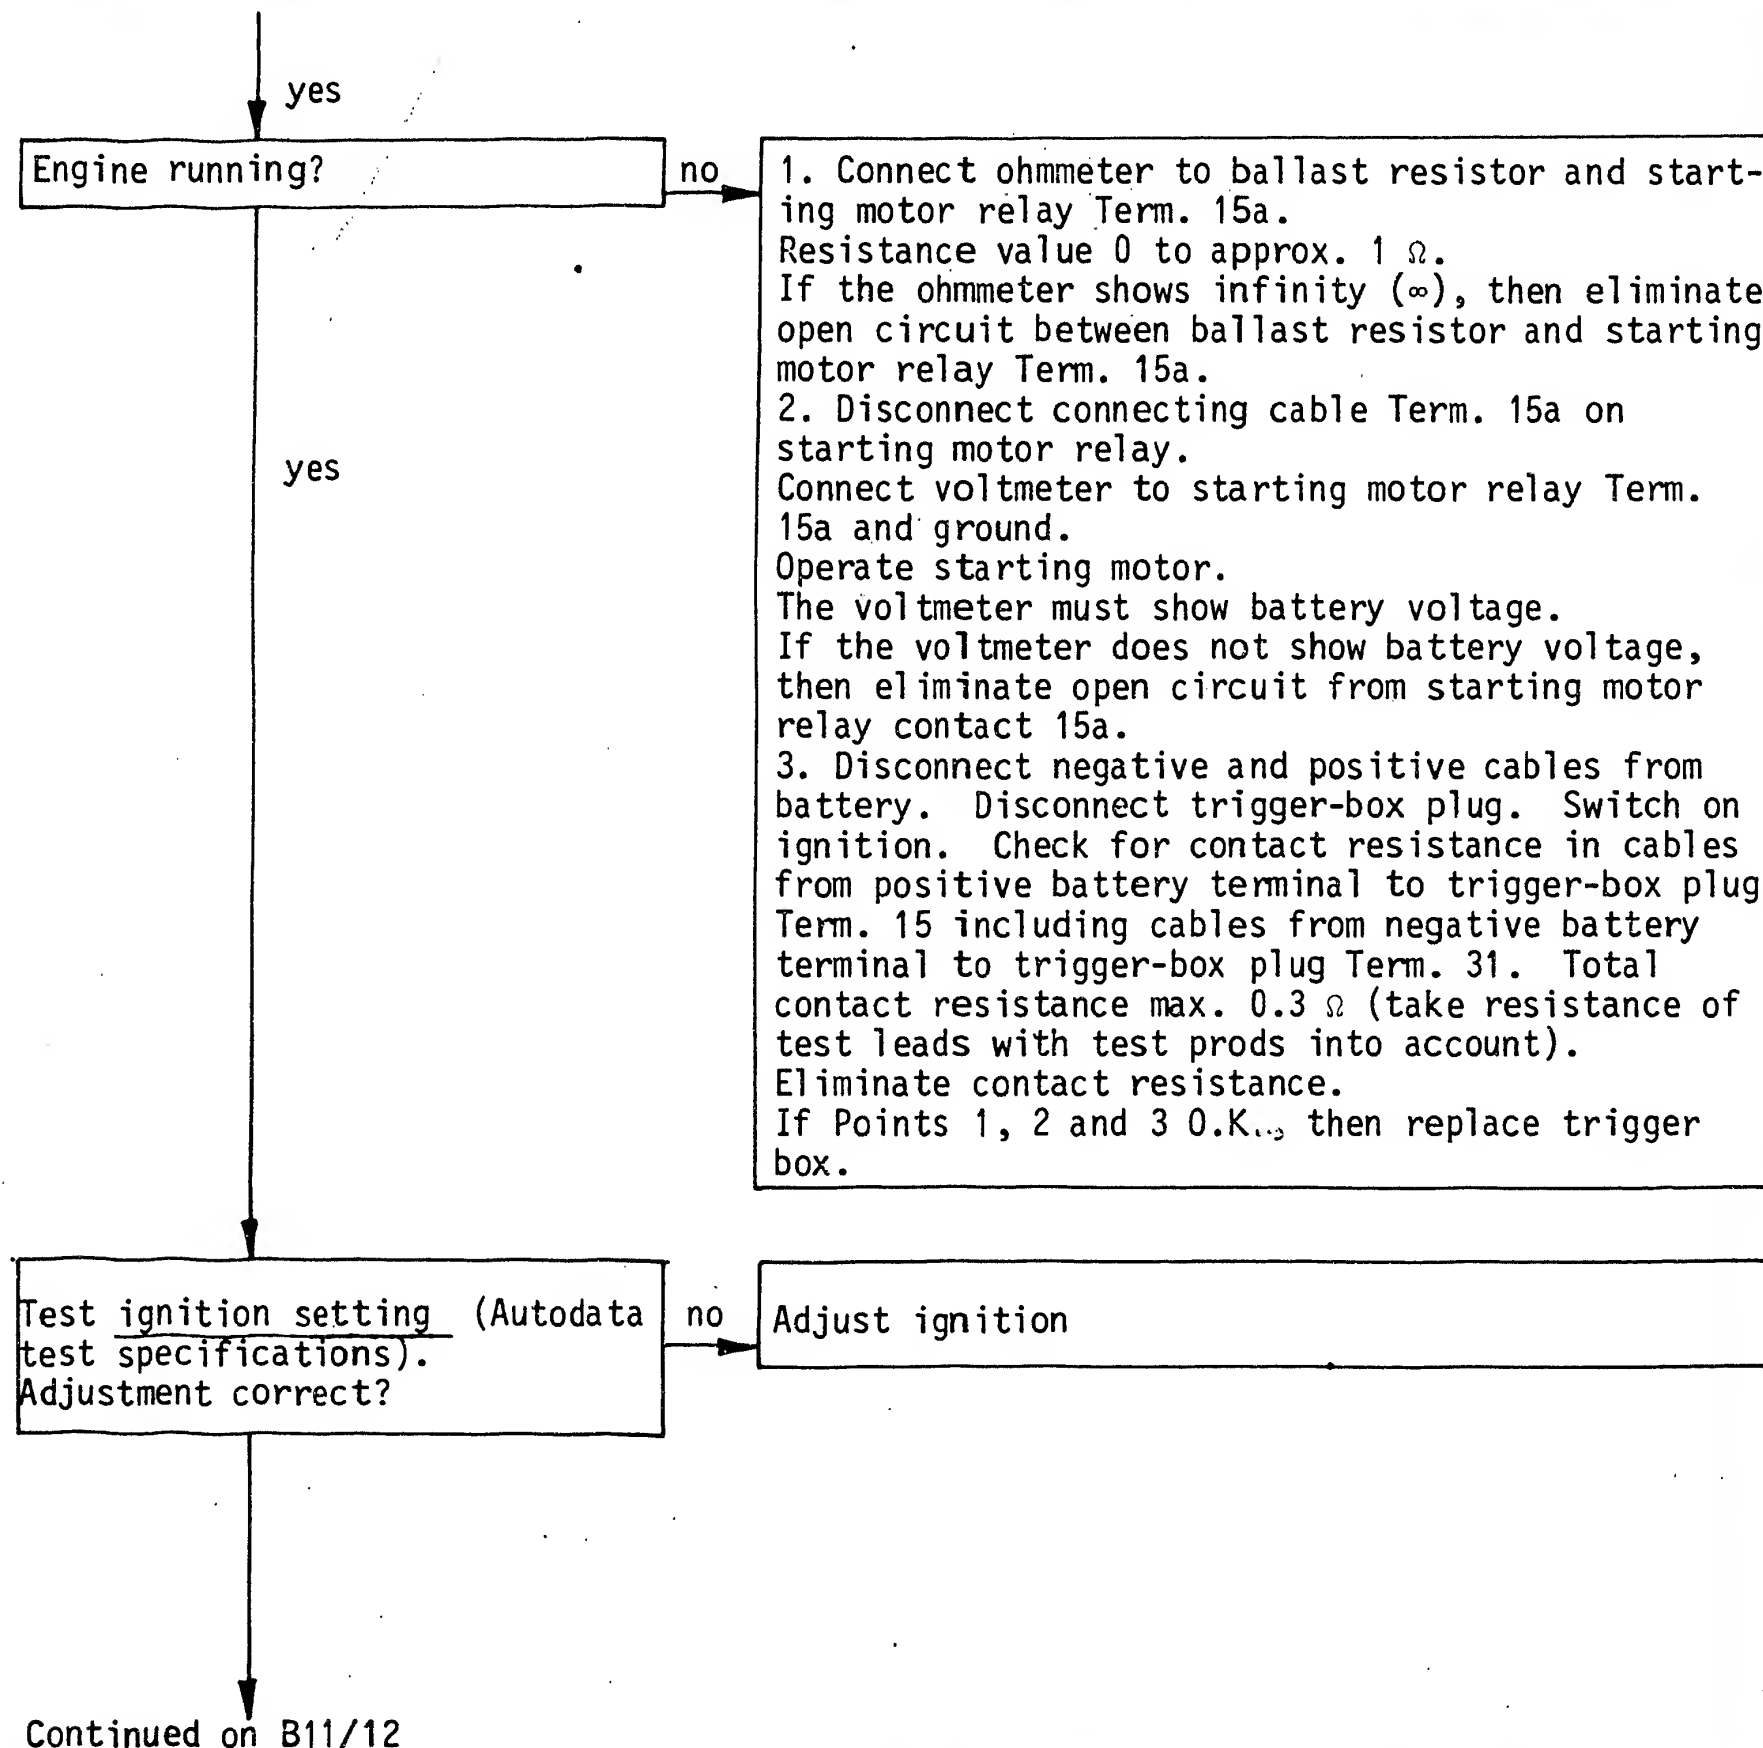 yes
Engine running?
no
1. Connect ohmmeter to ballast resistor and start-
ing motor relay Term. 15a.
Resistance value 0 to approx. 1 Ω.
If the ohmmeter shows infinity (∞), then eliminate
open circuit between ballast resistor and starting
motor relay Term. 15a.
2. Disconnect connecting cable Term. 15a on
starting motor relay.
Connect voltmeter to starting motor relay Term.
15a and ground.
Operate starting motor.
The voltmeter must show battery voltage.
If the voltmeter does not show battery voltage,
then eliminate open circuit from starting motor
relay contact 15a.
3. Disconnect negative and positive cables from
battery. Disconnect trigger-box plug. Switch on
ignition. Check for contact resistance in cables
from positive battery terminal to trigger-box plug
Term. 15 including cables from negative battery
terminal to trigger-box plug Term. 31. Total
contact resistance max. 0.3 Ω (take resistance of
test leads with test prods into account).
Eliminate contact resistance.
If Points 1, 2 and 3 O.K., then replace trigger
box.
yes
Test ignition setting (Autodata
test specifications).
Adjustment correct?
no
Adjust ignition
Continued on B11/12